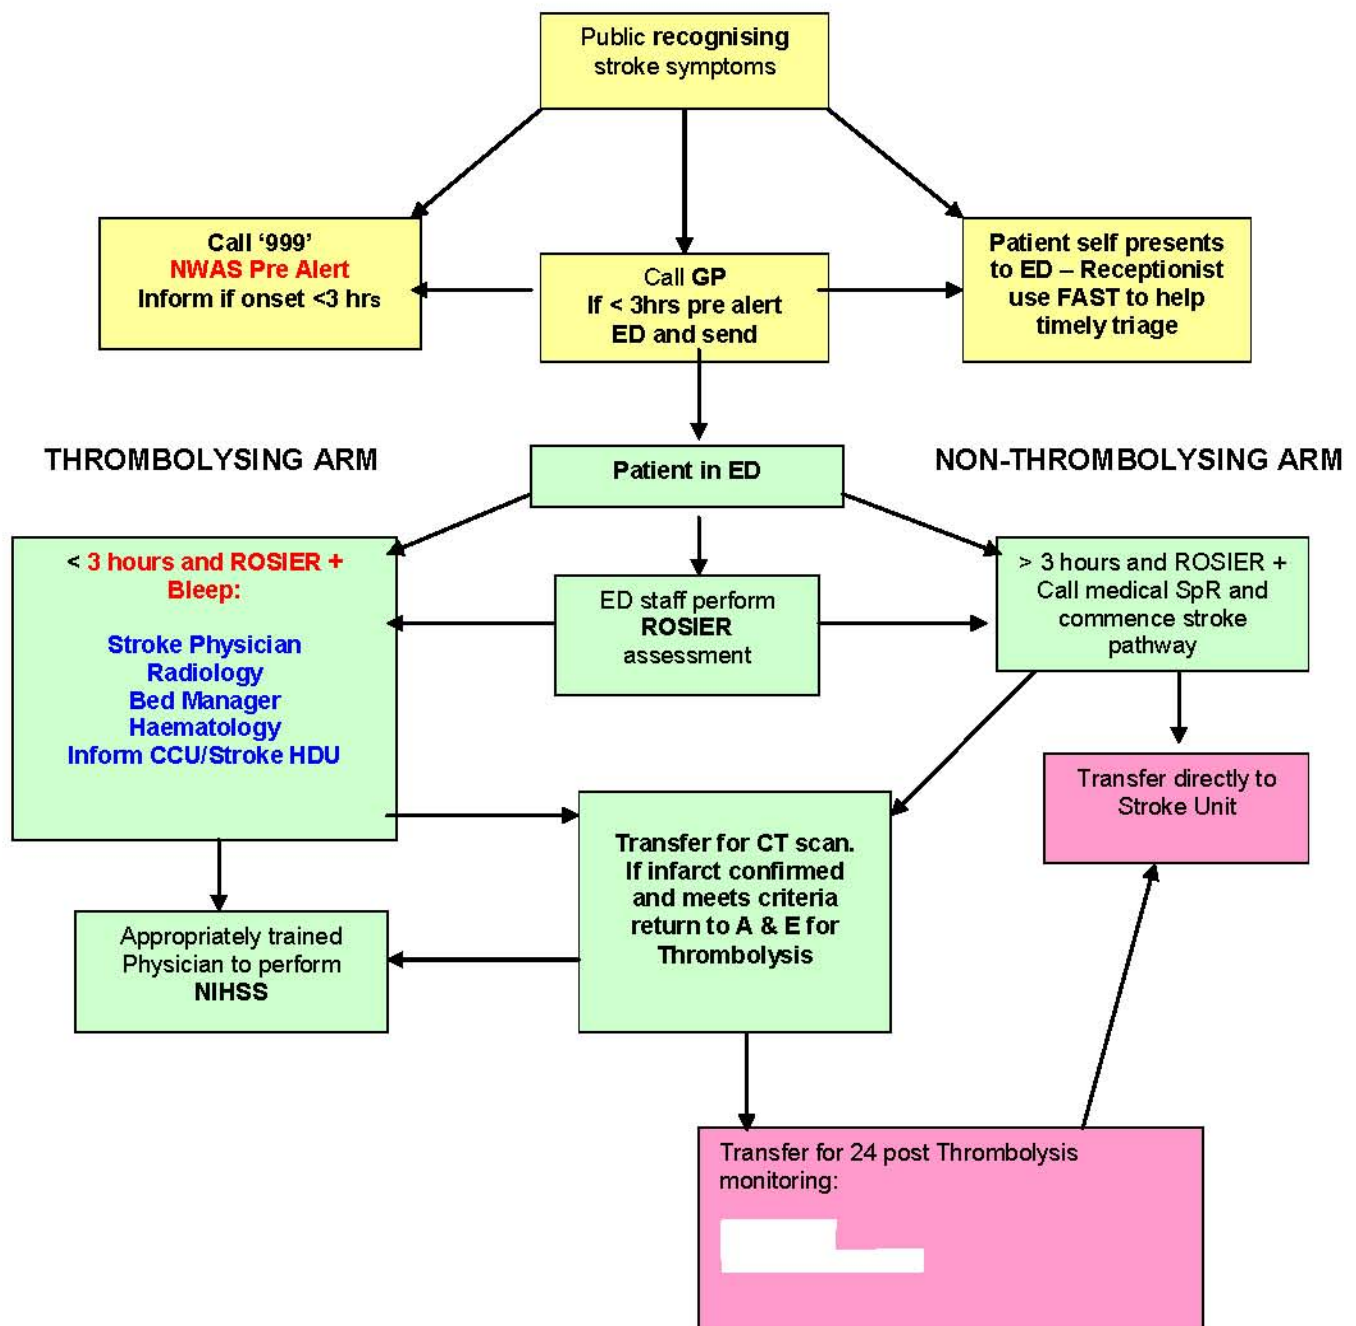 Public recognising
stroke symptoms
Call ‘999’
NWAS Pre Alert
Inform if onset <3 hrs
Call GP
If < 3hrs pre alert
ED and send
Patient self presents
to ED – Receptionist
use FAST to help
timely triage
THROMBOLYSING ARM
Patient in ED
NON-THROMBOLYSING ARM
< 3 hours and ROSIER +
Bleep:
Stroke Physician
Radiology
Bed Manager
Haematology
Inform CCU/Stroke HDU
ED staff perform
ROSIER
assessment
> 3 hours and ROSIER +
Call medical SpR and
commence stroke
pathway
Transfer directly to
Stroke Unit
Transfer for CT scan.
If infarct confirmed
and meets criteria
return to A & E for
Thrombolysis
Appropriately trained
Physician to perform
NIHSS
Transfer for 24 post Thrombolysis
monitoring: